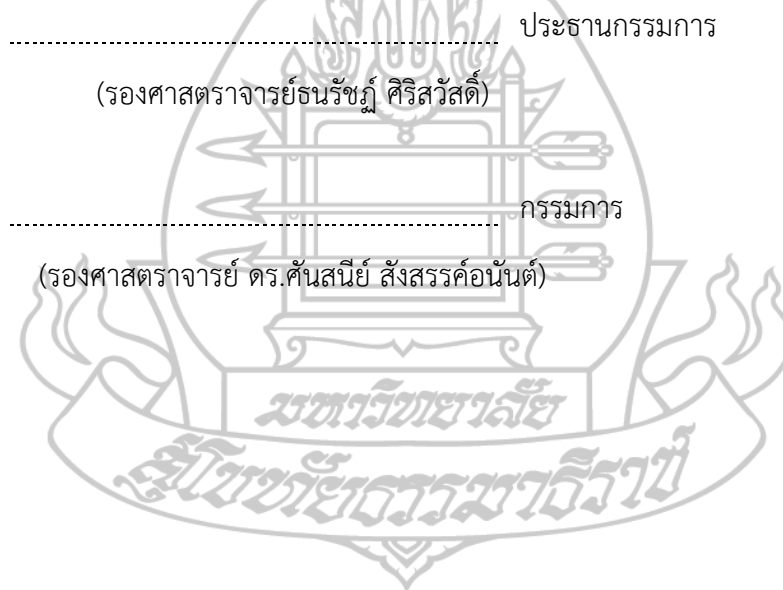 ประธานกรรมการ
(รองศาสตราจารย์ธนรัชฏ์ ศิริสวัสดิ์)
กรรมการ
(รองศาสตราจารย์ ดร.ศันสนีย์ สังสรรค์อนันต์)
มหาวิทยาลัย
สุโขทัยธรรมาธิราช